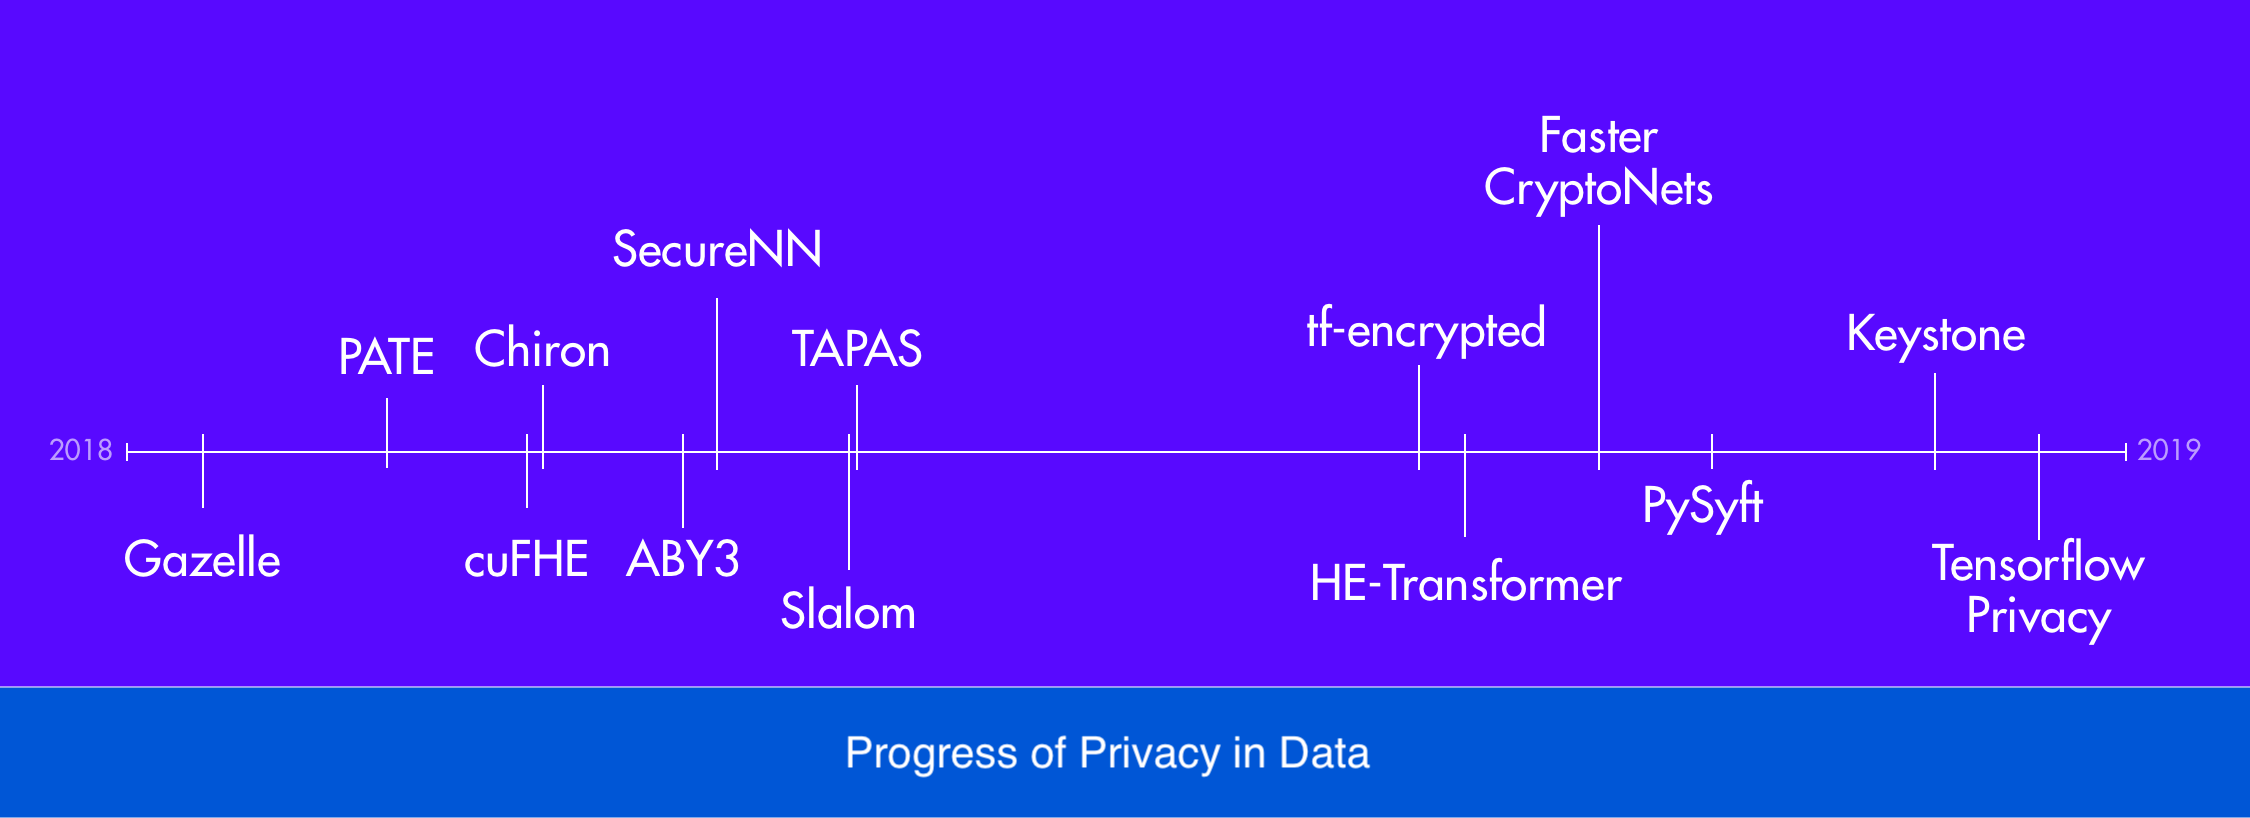 Faster
CryptoNets
SecureNN
tf-encrypted
PATE
Chiron
TAPAS
Keystone
2018
2019
Gazelle
cuFHE
ABY3
Slalom
HE-Transformer
PySyft
Tensorflow
Privacy
Progress of Privacy in Data